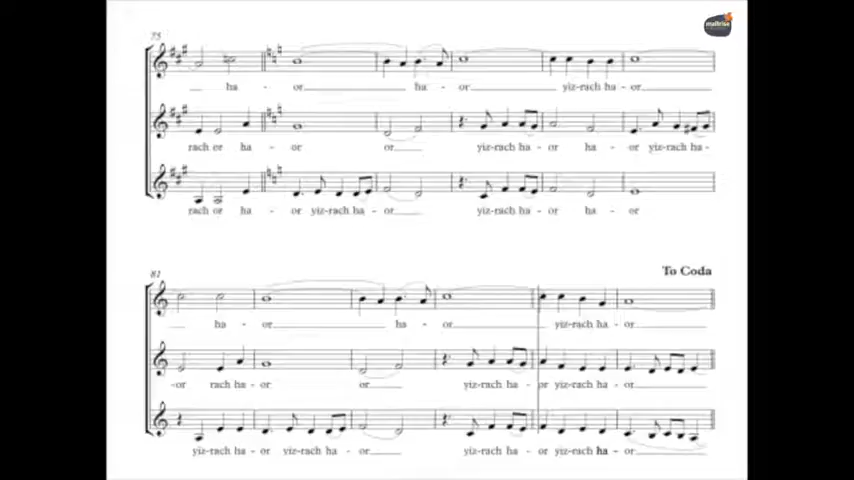 maîtrise
75
ha - or ha - or yiz-rach ha - or
rach or ha - or or yiz-rach ha - or ha - or yiz-rach ha-
rach or ha - or yiz-rach ha - or yiz-rach ha - or ha - or
To Coda
81
ha - or ha - or yiz-rach ha - or
-or rach ha - or or yiz-rach ha - or yiz-rach ha - or
yiz-rach ha - or yiz-rach ha - or yiz-rach ha - or yiz-rach ha - or